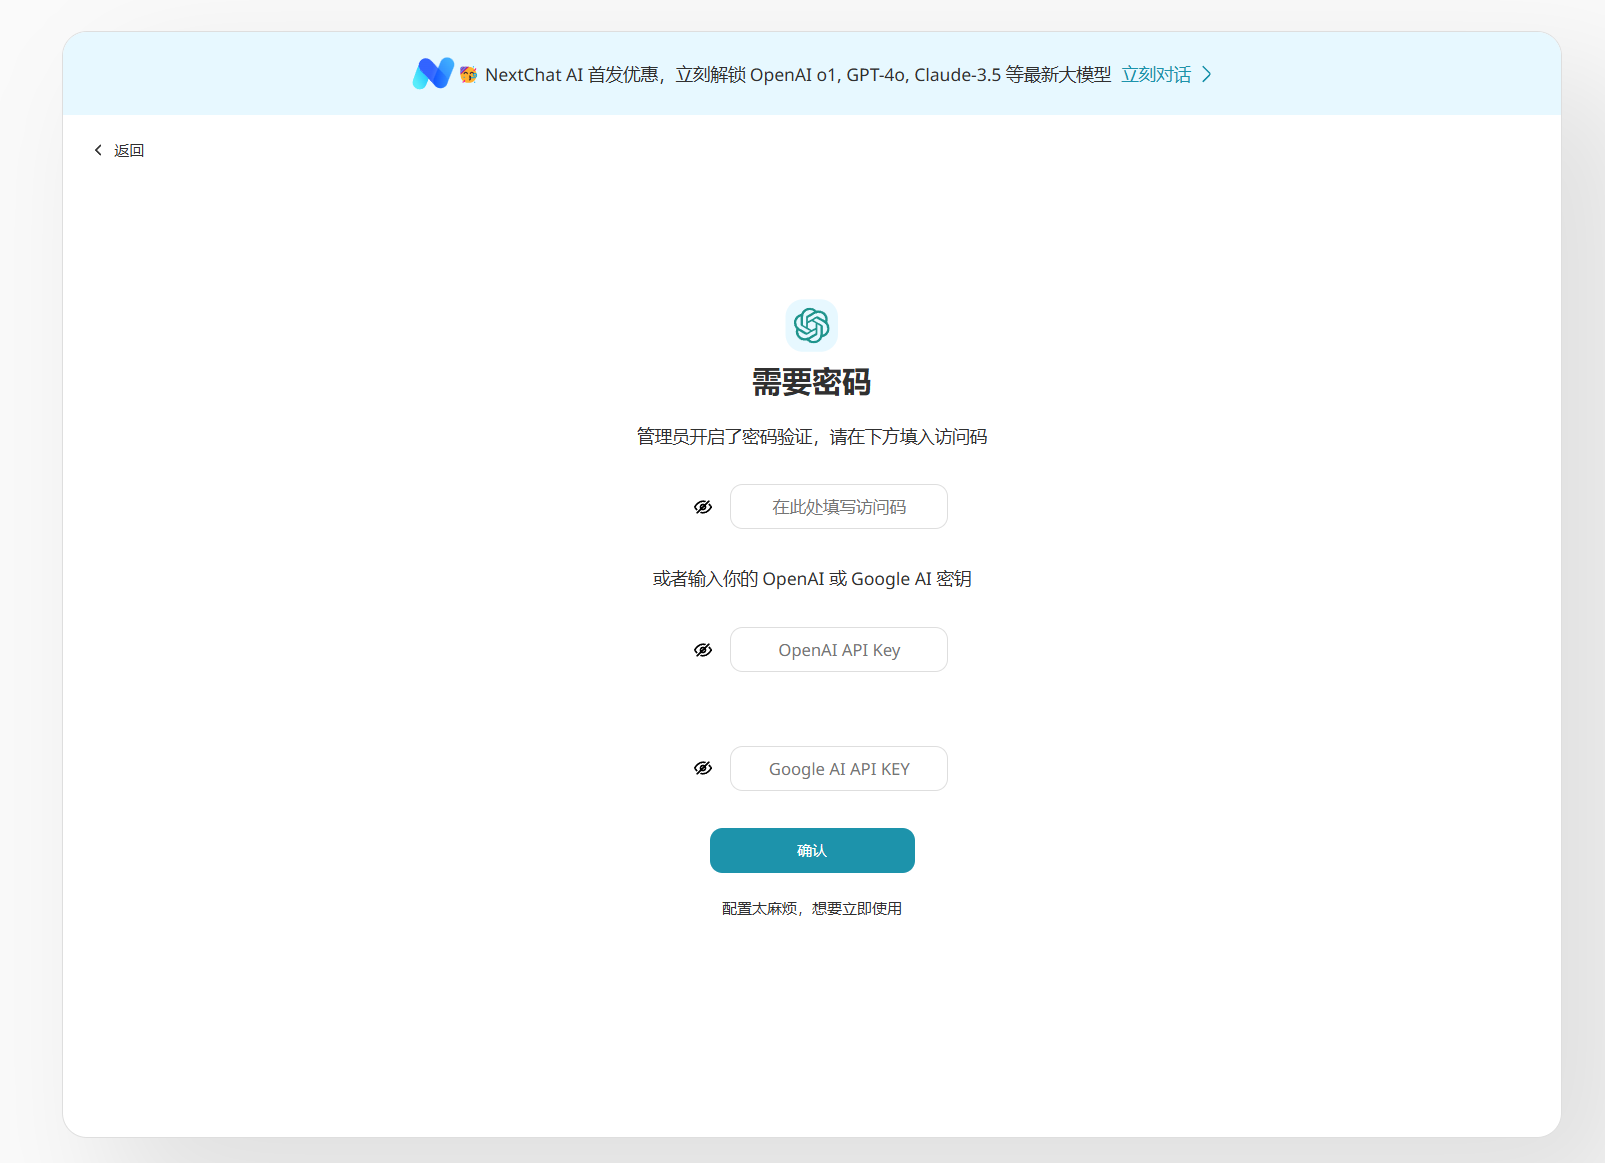 NextChat AI 首发优惠，立刻解锁 OpenAI o1, GPT-4o, Claude-3.5 等最新大模型 立刻对话
返回
需要密码
管理员开启了密码验证，请在下方填入访问码
在此处填写访问码
或者输入你的 OpenAI 或 Google AI 密钥
OpenAI API Key
Google AI API KEY
确认
配置太麻烦，想要立即使用